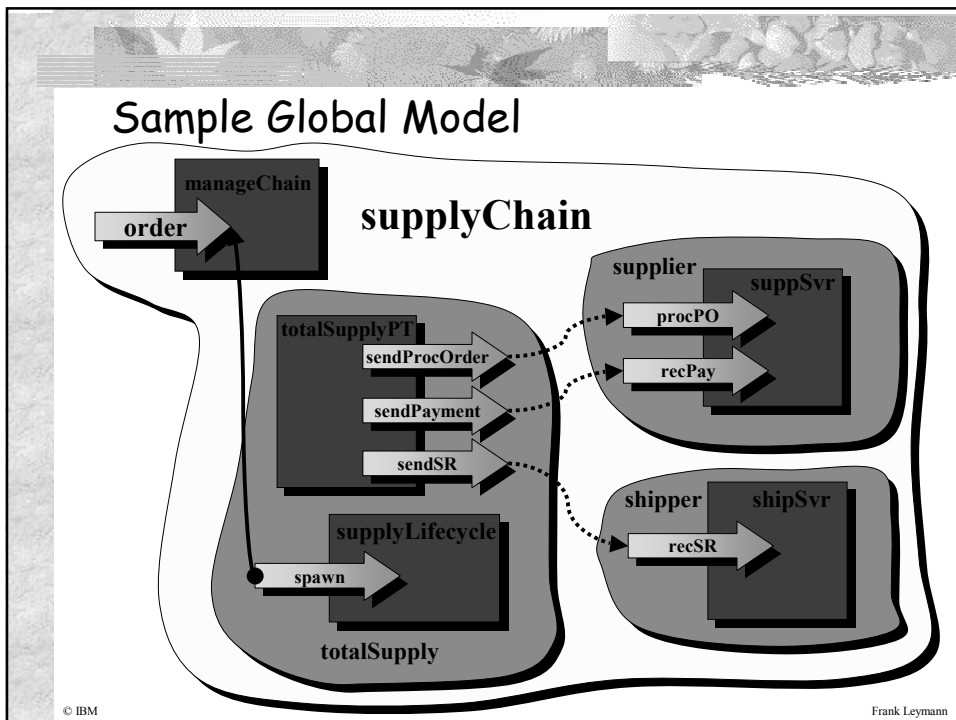 Sample Global Model
manageChain
order
supplyChain
supplier
suppSvr
procPO
recPay
totalSupplyPT
sendProcOrder
sendPayment
sendSR
shipper
shipSvr
recSR
supplyLifecycle
spawn
totalSupply
© IBM
Frank Leymann